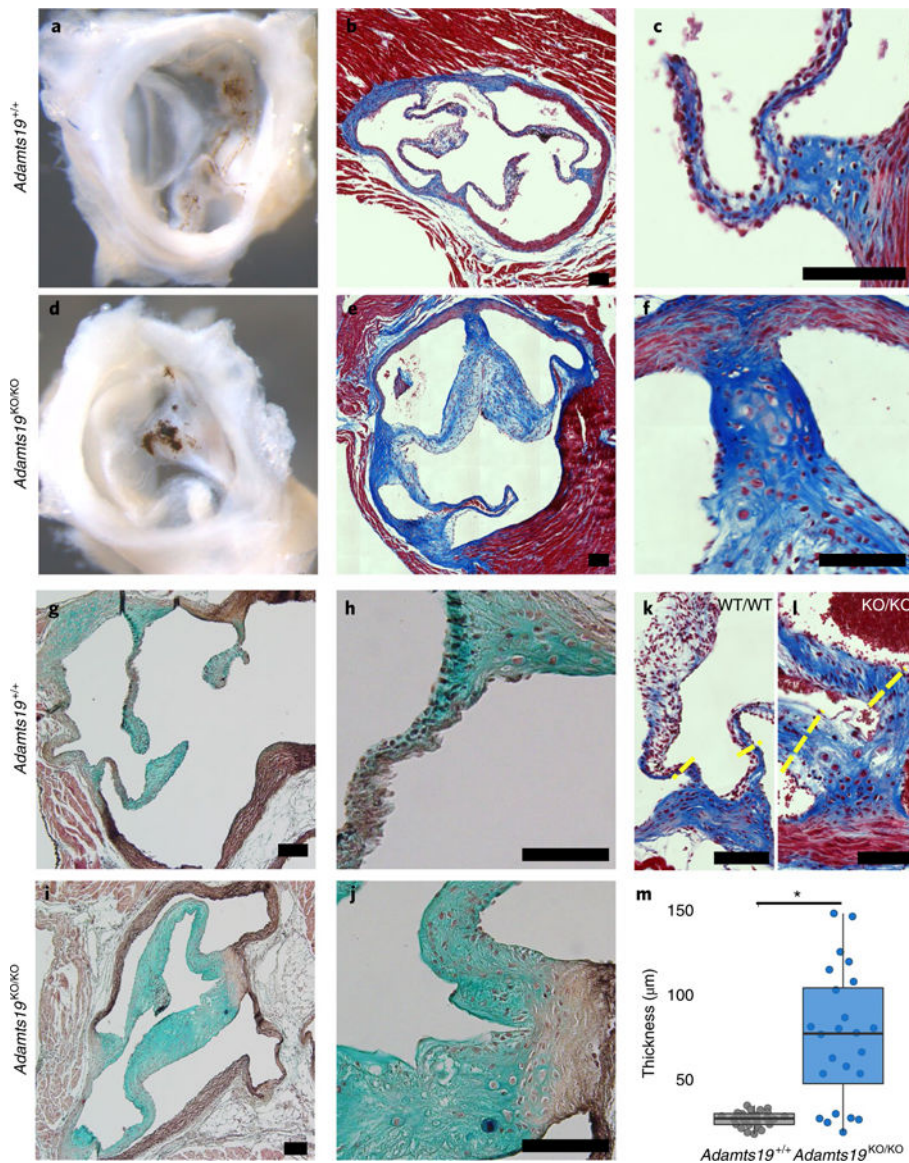 a
b
c
Adamts19+/+
d
e
f
Adamts19KO/KO
g
h
k
WT/WT
l
KO/KO
Adamts19+/+
i
j
m
*
150
100
50
Thickness (μm)
Adamts19KO/KO
Adamts19+/+ Adamts19KO/KO